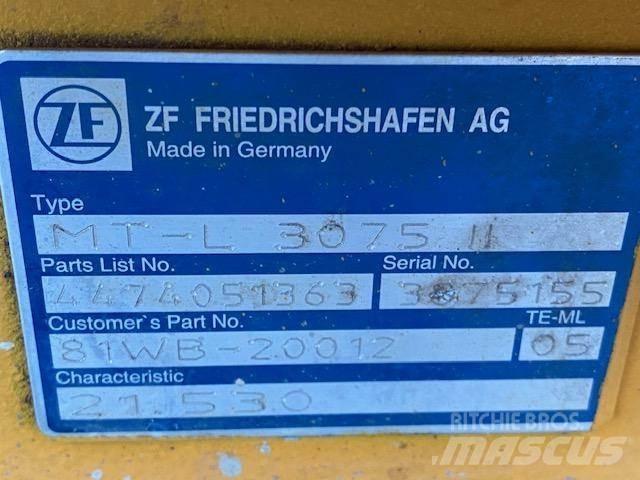 ZF
ZF FRIEDRICHSHAFEN AG
Made in Germany
Type
MT-L 3075 II
Parts List No.
Serial No.
4474051363
Customer`s Part No.
TE-ML
81WB-20012
05
Characteristic
21.530
RITCHIE BROS
MASCUS